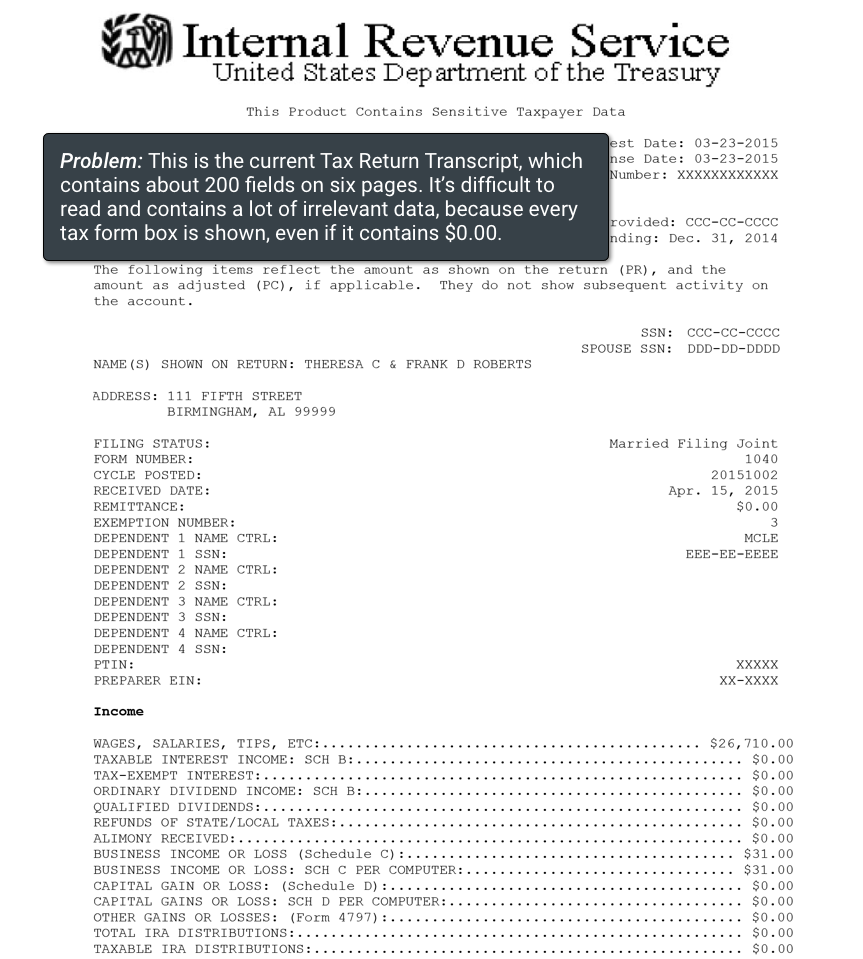 Internal Revenue Service
United States Department of the Treasury
This Product Contains Sensitive Taxpayer Data
Problem: This is the current Tax Return Transcript, which
contains about 200 fields on six pages. It’s difficult to
read and contains a lot of irrelevant data, because every
tax form box is shown, even if it contains $0.00.
est Date: 03-23-2015
nse Date: 03-23-2015
Number: XXXXXXXXXXXX
rovided: CCC-CC-CCCC
nding: Dec. 31, 2014
The following items reflect the amount as shown on the return (PR), and the
amount as adjusted (PC), if applicable. They do not show subsequent activity on
the account.
SSN: CCC-CC-CCCC
SPOUSE SSN: DDD-DD-DDDD
NAME(S) SHOWN ON RETURN: THERESA C & FRANK D ROBERTS
ADDRESS: 111 FIFTH STREET
BIRMINGHAM, AL 99999
FILING STATUS: Married Filing Joint
FORM NUMBER: 1040
CYCLE POSTED: 20151002
RECEIVED DATE: Apr. 15, 2015
REMITTANCE: $0.00
EXEMPTION NUMBER: 3
DEPENDENT 1 NAME CTRL: MCLE
DEPENDENT 1 SSN: EEE-EE-EEEE
DEPENDENT 2 NAME CTRL:
DEPENDENT 2 SSN:
DEPENDENT 3 NAME CTRL:
DEPENDENT 3 SSN:
DEPENDENT 4 NAME CTRL:
DEPENDENT 4 SSN:
PTIN: XXXXX
PREPARER EIN: XX-XXXX
Income
WAGES, SALARIES, TIPS, ETC:............................................. $26,710.00
TAXABLE INTEREST INCOME: SCH B:.............................................. $0.00
TAX-EXEMPT INTEREST:......................................................... $0.00
ORDINARY DIVIDEND INCOME: SCH B:............................................. $0.00
QUALIFIED DIVIDENDS:......................................................... $0.00
REFUNDS OF STATE/LOCAL TAXES:................................................ $0.00
ALIMONY RECEIVED:............................................................ $0.00
BUSINESS INCOME OR LOSS (Schedule C):....................................... $31.00
BUSINESS INCOME OR LOSS: SCH C PER COMPUTER:................................ $31.00
CAPITAL GAIN OR LOSS: (Schedule D):.......................................... $0.00
CAPITAL GAINS OR LOSS: SCH D PER COMPUTER:................................... $0.00
OTHER GAINS OR LOSSES: (Form 4797):.......................................... $0.00
TOTAL IRA DISTRIBUTIONS:..................................................... $0.00
TAXABLE IRA DISTRIBUTIONS:................................................... $0.00